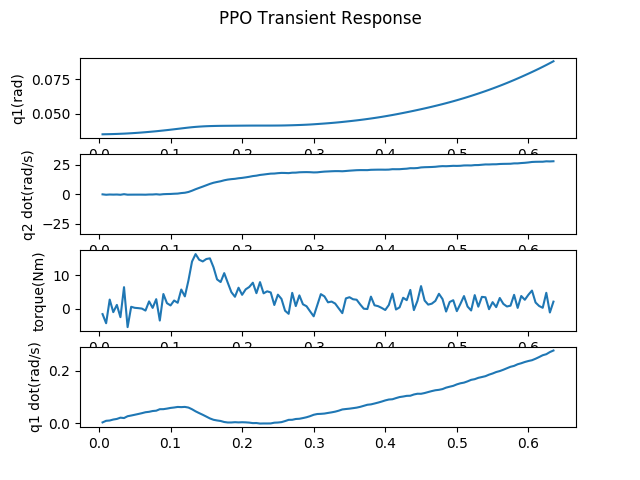 PPO Transient Response
q1(rad)
0.075
0.050
0.0 0.1 0.2 0.3 0.4 0.5 0.6
q2 dot(rad/s)
25
0
−25
0.0 0.1 0.2 0.3 0.4 0.5 0.6
torque(Nm)
10
0
0.0 0.1 0.2 0.3 0.4 0.5 0.6
q1 dot(rad/s)
0.2
0.0
0.0 0.1 0.2 0.3 0.4 0.5 0.6